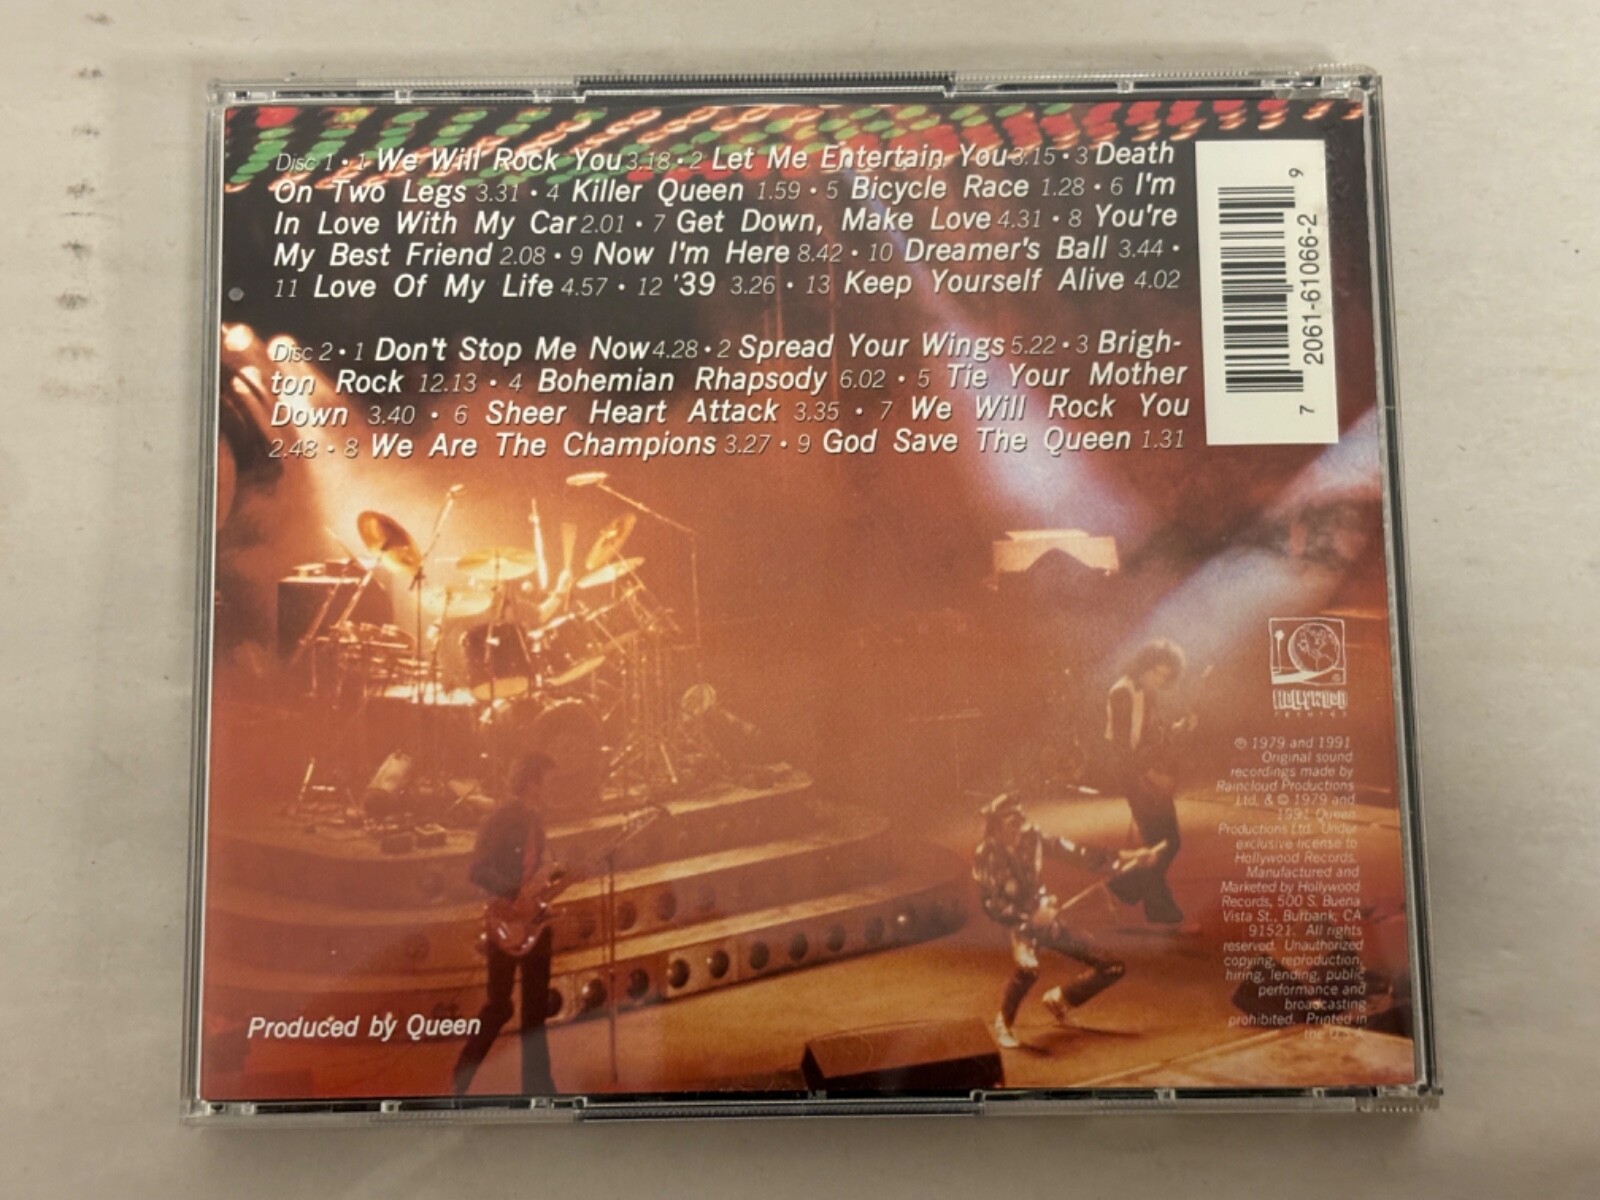 Disc 1 • 1 We Will Rock You 3.18 • 2 Let Me Entertain You 3.15 • 3 Death
On Two Legs 3.31 • 4 Killer Queen 1.59 • 5 Bicycle Race 1.28 • 6 I'm
In Love With My Car 2.01 • 7 Get Down, Make Love 4.31 • 8 You're
My Best Friend 2.08 • 9 Now I'm Here 8.42 • 10 Dreamer's Ball 3.44 •
11 Love Of My Life 4.57 • 12 '39 3.26 • 13 Keep Yourself Alive 4.02
Disc 2 • 1 Don't Stop Me Now 4.28 • 2 Spread Your Wings 5.22 • 3 Brigh-
ton Rock 12.13 • 4 Bohemian Rhapsody 6.02 • 5 Tie Your Mother
Down 3.40 • 6 Sheer Heart Attack 3.35 • 7 We Will Rock You
2.48 • 8 We Are The Champions 3.27 • 9 God Save The Queen 1.31
7 2061-61066-2 9
HOLLYWOOD
RECORDS
℗ 1979 and 1991
Original sound
recordings made by
Raincloud Productions
Ltd. & © 1979 and
1991 Queen
Productions Ltd. Under
exclusive license to
Hollywood Records.
Manufactured and
Marketed by Hollywood
Records, 500 S. Buena
Vista St., Burbank, CA
91521. All rights
reserved. Unauthorized
copying, reproduction,
hiring, lending, public
performance and
broadcasting
prohibited. Printed in
the U.S.A.
Produced by Queen